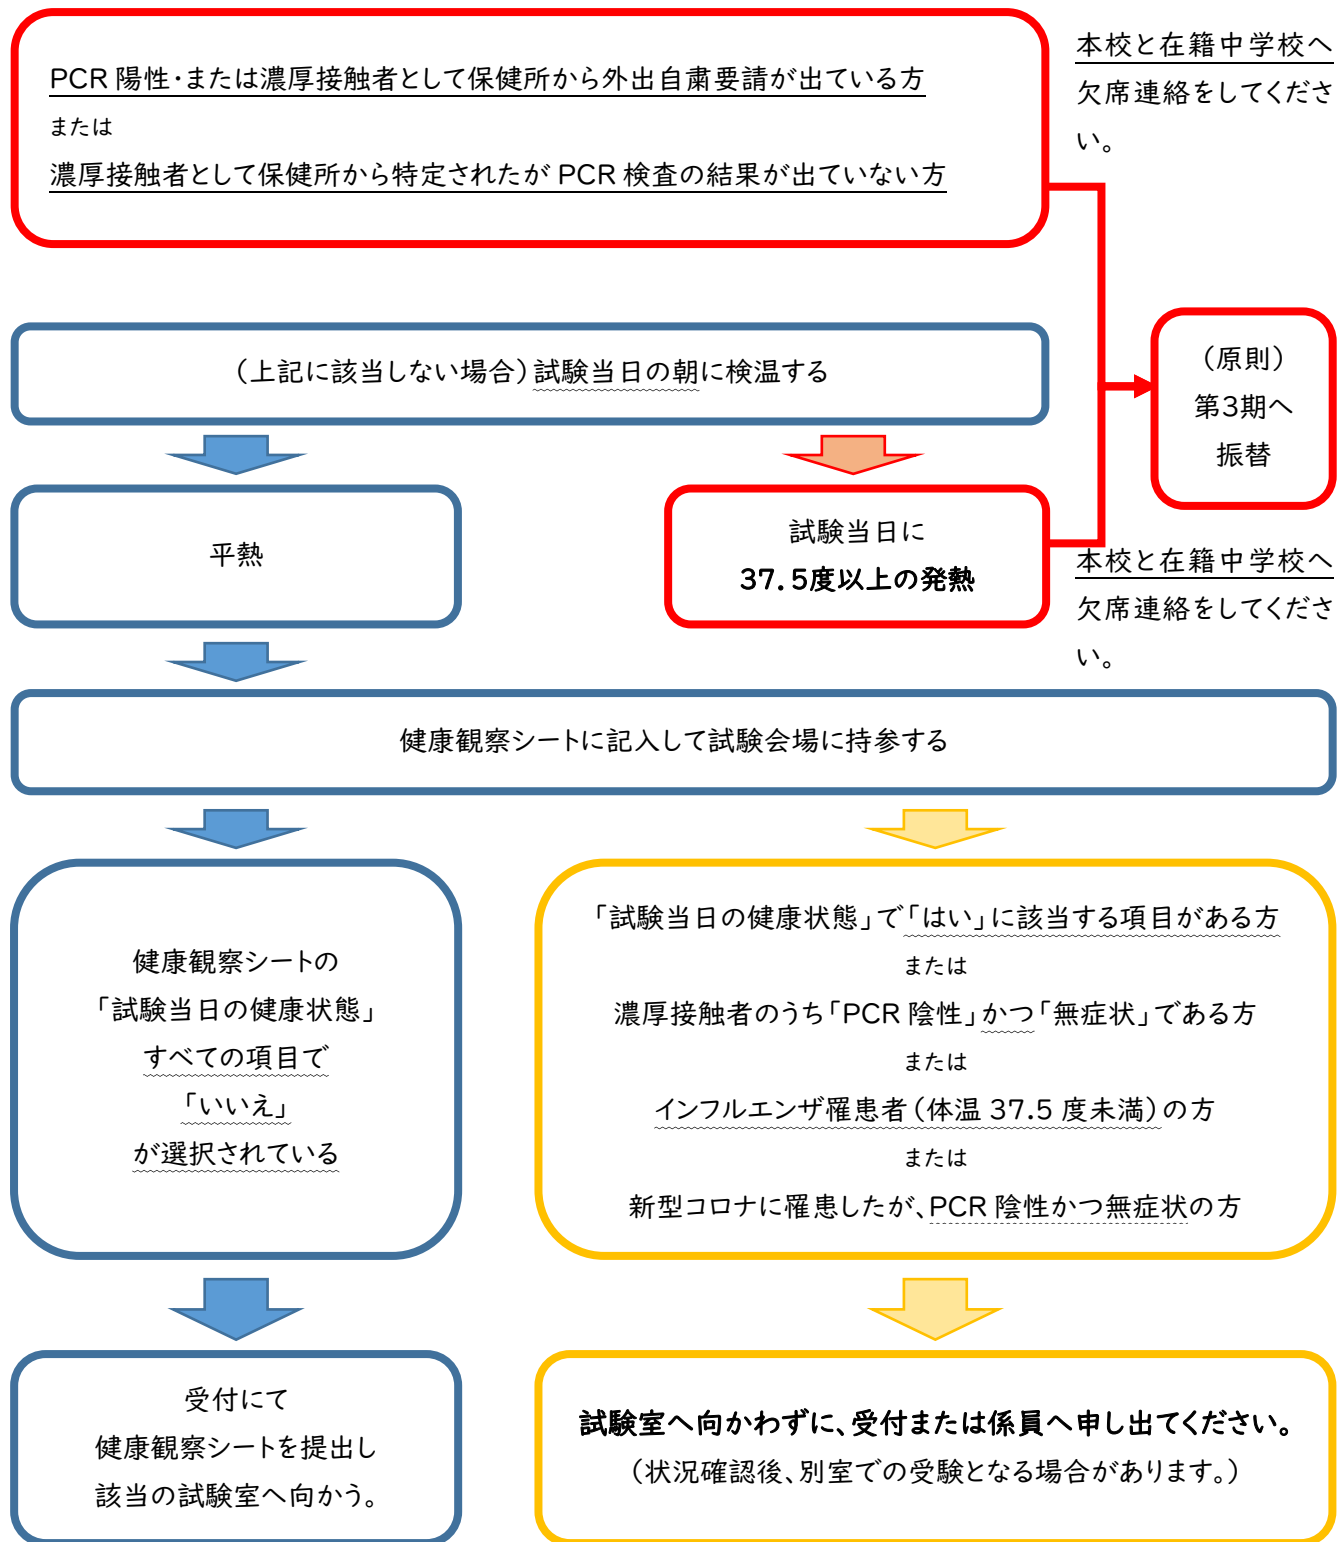 PCR 陽性・または濃厚接触者として保健所から外出自粛要請が出ている方
または
濃厚接触者として保健所から特定されたが PCR 検査の結果が出ていない方
本校と在籍中学校へ
欠席連絡をしてくださ
い。
（上記に該当しない場合）試験当日の朝に検温する
（原則）
第3期へ
振替
平熱
試験当日に
37.5度以上の発熱
本校と在籍中学校へ
欠席連絡をしてくださ
い。
健康観察シートに記入して試験会場に持参する
健康観察シートの
「試験当日の健康状態」
すべての項目で
「いいえ」
が選択されている
「試験当日の健康状態」で「はい」に該当する項目がある方
または
濃厚接触者のうち「PCR 陰性」かつ「無症状」である方
または
インフルエンザ罹患者（体温 37.5 度未満）の方
または
新型コロナに罹患したが、PCR 陰性かつ無症状の方
受付にて
健康観察シートを提出し
該当の試験室へ向かう。
試験室へ向かわずに、受付または係員へ申し出てください。
（状況確認後、別室での受験となる場合があります。）